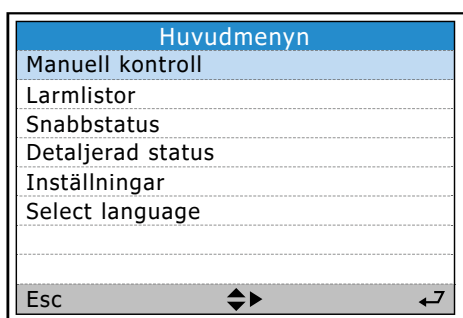 Huvudmenyn
Manuell kontroll
Larmlistor
Snabbstatus
Detaljerad status
Inställningar
Select language
Esc